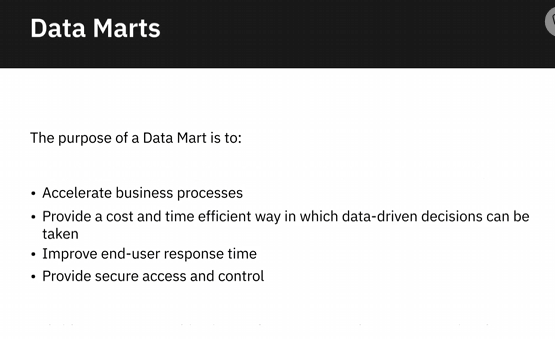 Data Marts
The purpose of a Data Mart is to:
• Accelerate business processes
• Provide a cost and time efficient way in which data-driven decisions can be
taken
• Improve end-user response time
• Provide secure access and control